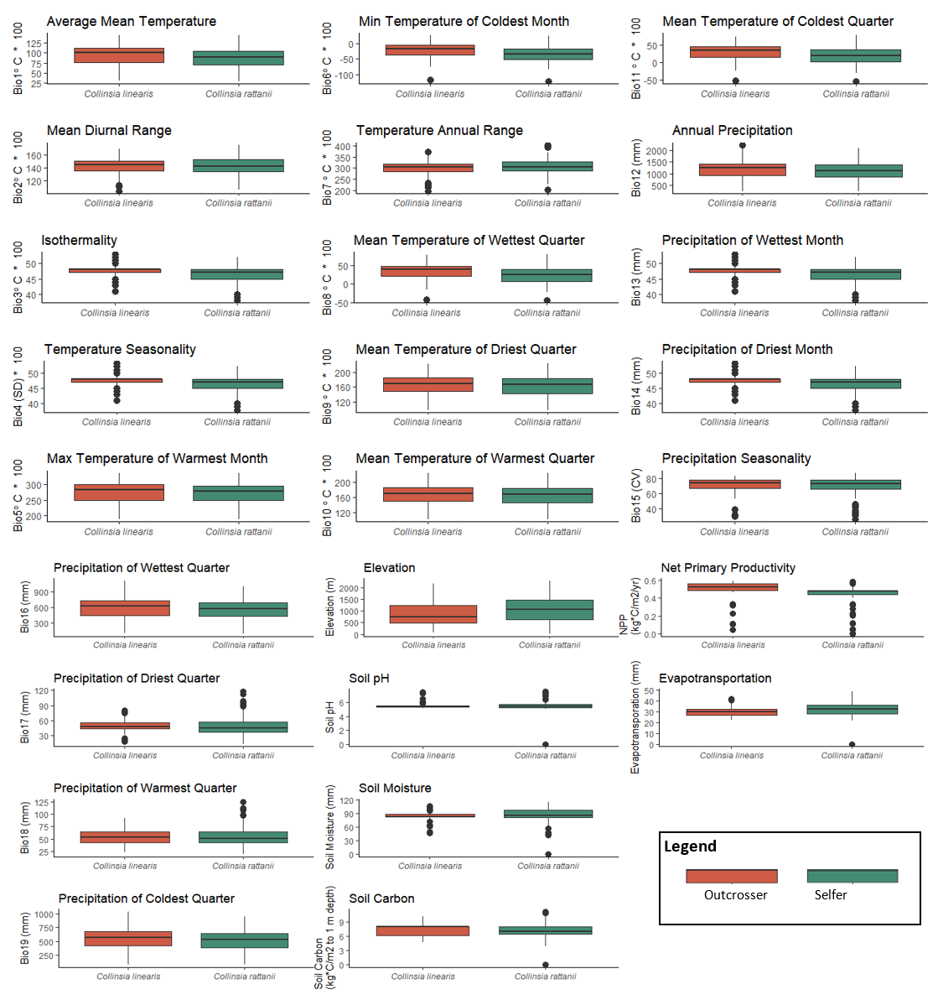 Average Mean Temperature
Bio1º C * 100
125
100
75
50
25
Collinsia linearis
Collinsia rattanii
Min Temperature of Coldest Month
Bio6º C * 100
0
-50
-100
Collinsia linearis
Collinsia rattanii
Mean Temperature of Coldest Quarter
Bio11 º C * 100
50
0
-50
Collinsia linearis
Collinsia rattanii
Mean Diurnal Range
Bio2º C * 100
160
140
120
Collinsia linearis
Collinsia rattanii
Temperature Annual Range
Bio7 º C * 100
400
350
300
250
200
Collinsia linearis
Collinsia rattanii
Annual Precipitation
Bio12 (mm)
2000
1500
1000
500
Collinsia linearis
Collinsia rattanii
Isothermality
Bio3º C * 100
50
45
40
Collinsia linearis
Collinsia rattanii
Mean Temperature of Wettest Quarter
Bio8 º C * 100
50
0
-50
Collinsia linearis
Collinsia rattanii
Precipitation of Wettest Month
Bio13 (mm)
50
45
40
Collinsia linearis
Collinsia rattanii
Temperature Seasonality
Bio4 (SD) * 100
50
45
40
Collinsia linearis
Collinsia rattanii
Mean Temperature of Driest Quarter
Bio9 º C * 100
200
160
120
Collinsia linearis
Collinsia rattanii
Precipitation of Driest Month
Bio14 (mm)
50
45
40
Collinsia linearis
Collinsia rattanii
Max Temperature of Warmest Month
Bio5º C * 100
300
250
200
Collinsia linearis
Collinsia rattanii
Mean Temperature of Warmest Quarter
Bio10 º C * 100
200
160
120
Collinsia linearis
Collinsia rattanii
Precipitation Seasonality
Bio15 (CV)
80
60
40
Collinsia linearis
Collinsia rattanii
Precipitation of Wettest Quarter
Bio16 (mm)
900
600
300
Collinsia linearis
Collinsia rattanii
Elevation
Elevation (m)
2000
1500
1000
500
0
Collinsia linearis
Collinsia rattanii
Net Primary Productivity
NPP
(kg*C/m2/yr)
0.6
0.4
0.2
0.0
Collinsia linearis
Collinsia rattanii
Precipitation of Driest Quarter
Bio17 (mm)
120
90
60
30
Collinsia linearis
Collinsia rattanii
Soil pH
Soil pH
6
4
2
0
Collinsia linearis
Collinsia rattanii
Evapotransportation
Evapotransporation (mm)
50
40
30
20
10
0
Collinsia linearis
Collinsia rattanii
Precipitation of Warmest Quarter
Bio18 (mm)
125
100
75
50
25
Collinsia linearis
Collinsia rattanii
Soil Moisture
Soil Moisture (mm)
120
90
60
30
0
Collinsia linearis
Collinsia rattanii
Legend
Outcrosser
Selfer
Precipitation of Coldest Quarter
Bio19 (mm)
1000
750
500
250
Collinsia linearis
Collinsia rattanii
Soil Carbon
Soil Carbon
(kg*C/m2 to 1 m depth)
9
6
3
0
Collinsia linearis
Collinsia rattanii